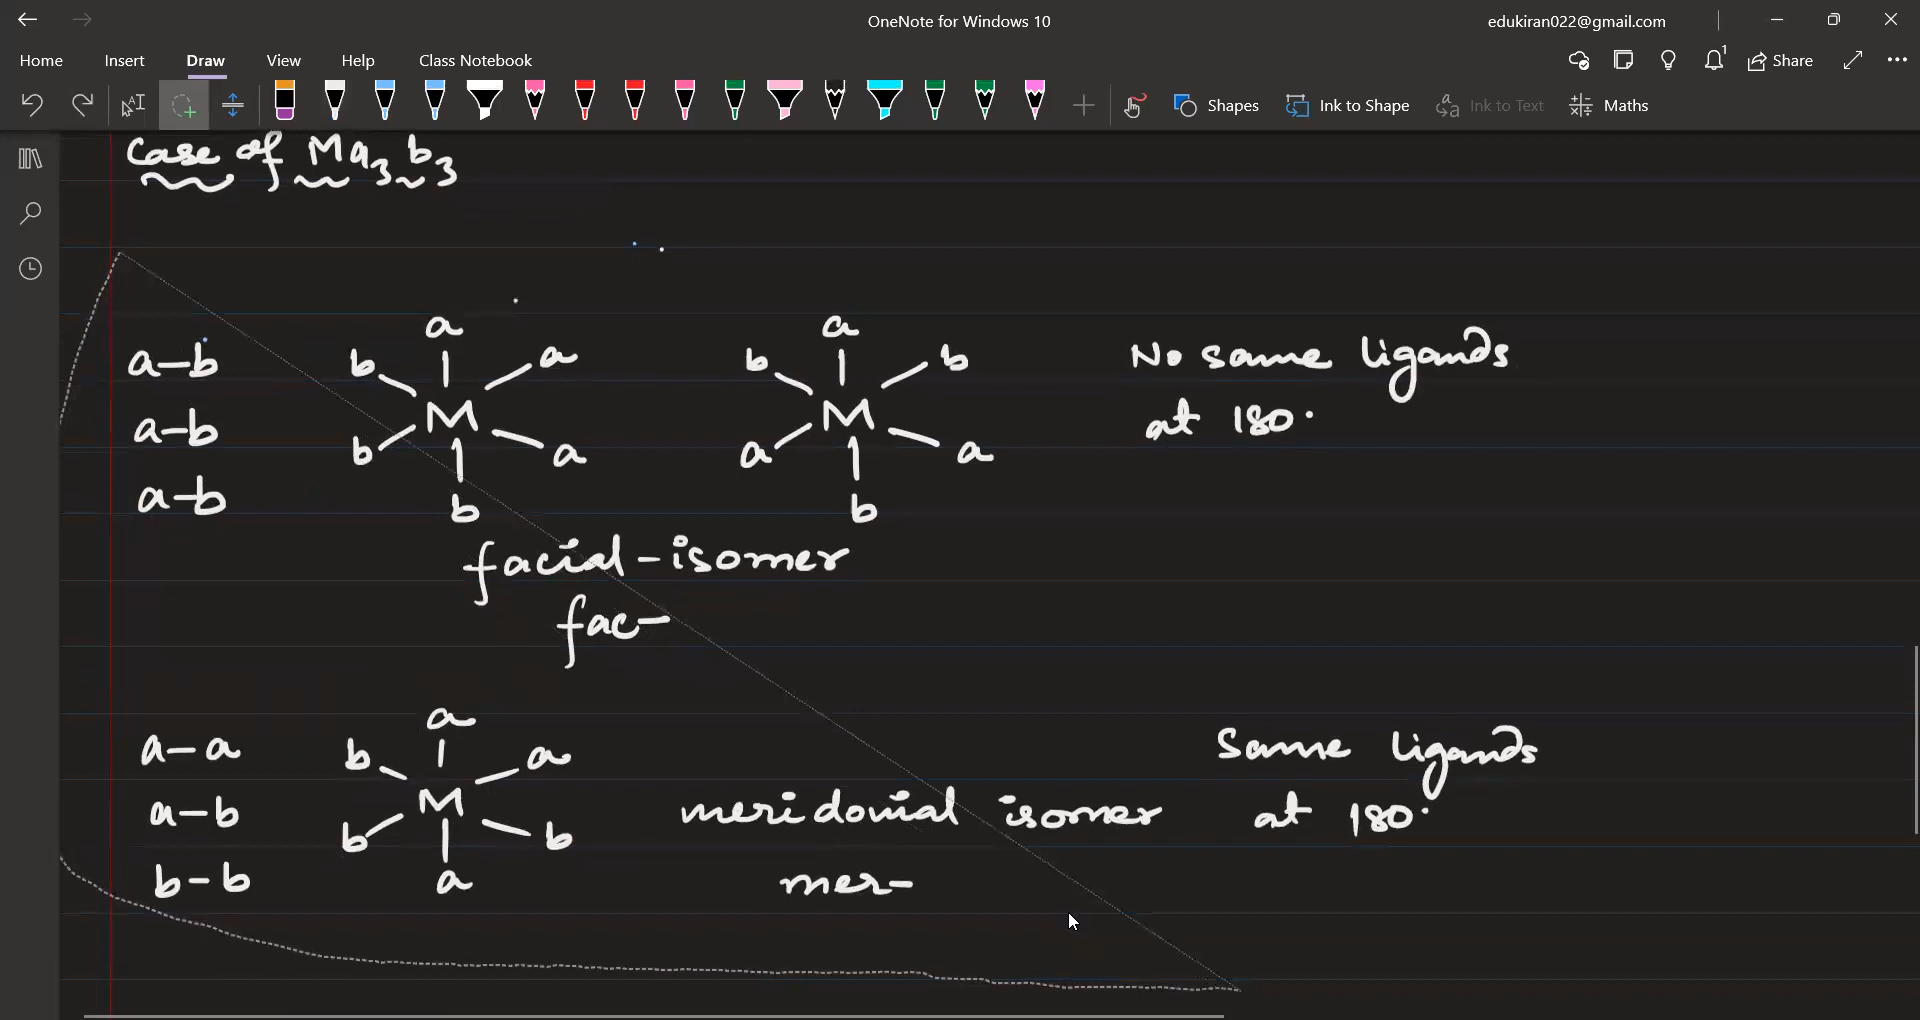 OneNote for Windows 10
edukiran022@gmail.com
Home Insert Draw View Help Class Notebook
1
Share
Shapes Ink to Shape Ink to Text Maths
Case of Ma3b3
a-b
a-b
a-b
a
b a
M
b a
b
a
b b
M
a a
b
No same ligands
at 180°
facial-isomer
fac-
a-a
a-b
b-b
a
b a
M
b b
a
meridonial isomer
mer-
Same ligands
at 180°